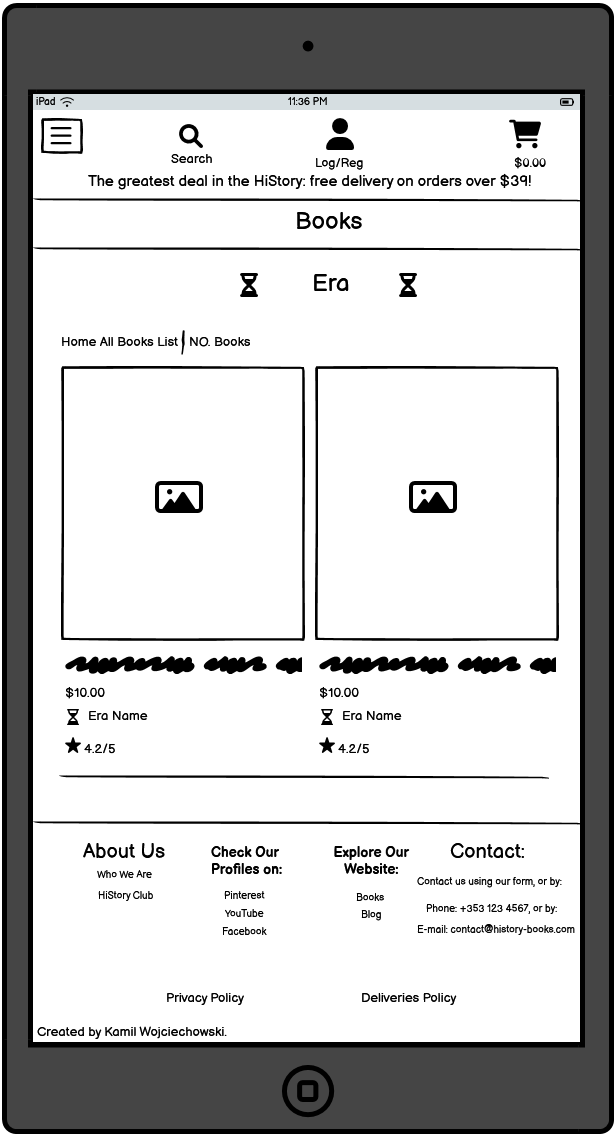 iPad 11:36 PM
Search
Log/Reg
$0.00
The greatest deal in the HiStory: free delivery on orders over $39!
Books
Era
Home All Books List NO. Books
$10.00 $10.00
Era Name Era Name
4.2/5 4.2/5
About Us
Who We Are
HiStory Club
Check Our
Profiles on:
Pinterest
YouTube
Facebook
Explore Our
Website:
Books
Blog
Contact:
Contact us using our form, or by:
Phone: +353 123 4567, or by:
E-mail: contact@history-books.com
Privacy Policy Deliveries Policy
Created by Kamil Wojciechowski.